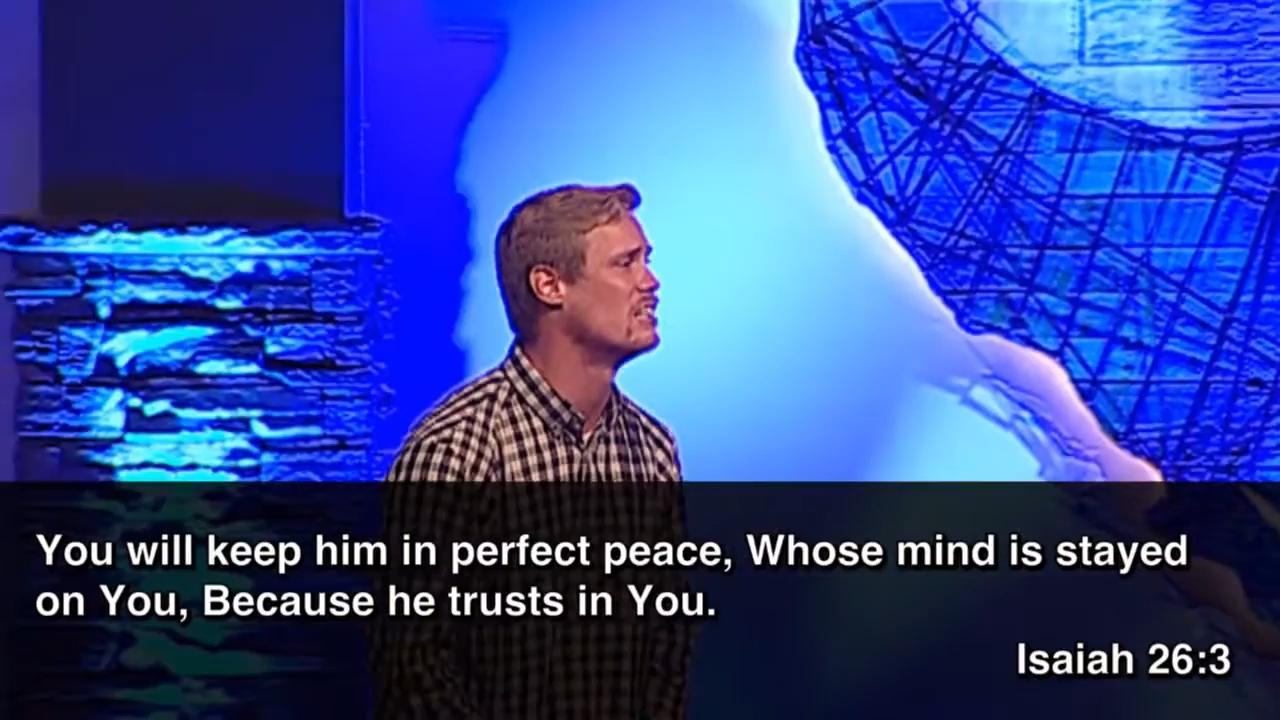 You will keep him in perfect peace, Whose mind is stayed
on You, Because he trusts in You.
Isaiah 26:3